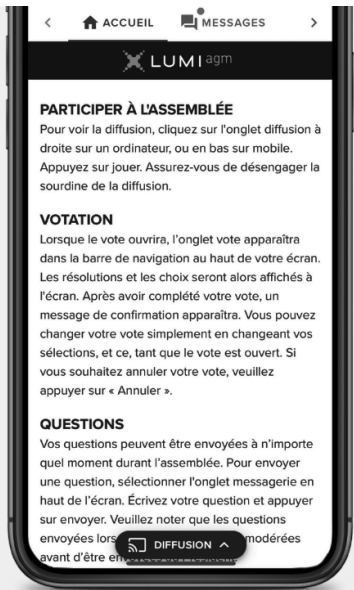 ACCUEIL
MESSAGES
LUMI agm
PARTICIPER À L'ASSEMBLÉE
Pour voir la diffusion, cliquez sur l'onglet diffusion à
droite sur un ordinateur, ou en bas sur mobile.
Appuyez sur jouer. Assurez-vous de désengager la
sourdine de la diffusion.
VOTATION
Lorsque le vote ouvrira, l'onglet vote apparaîtra
dans la barre de navigation au haut de votre écran.
Les résolutions et les choix seront alors affichés à
l'écran. Après avoir complété votre vote, un
message de confirmation apparaîtra. Vous pouvez
changer votre vote simplement en changeant vos
sélections, et ce, tant que le vote est ouvert. Si
vous souhaitez annuler votre vote, veuillez
appuyer sur « Annuler ».
QUESTIONS
Vos questions peuvent être envoyées à n'importe
quel moment durant l'assemblée. Pour envoyer
une question, sélectionner l'onglet messagerie en
haut de l'écran. Écrivez votre question et appuyer
sur envoyer. Veuillez noter que les questions
envoyées modérées
DIFFUSION
avant d'être